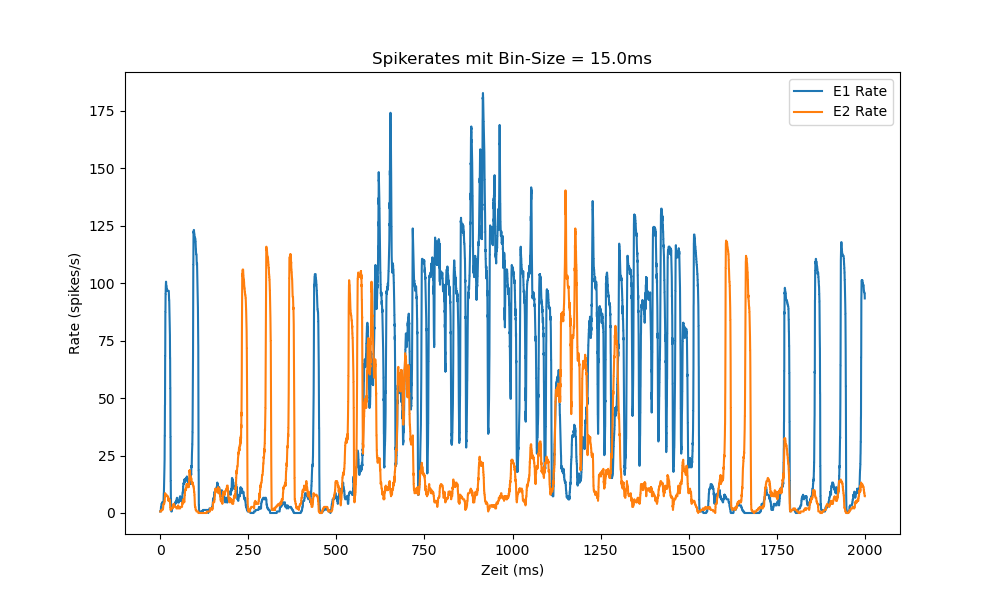 Spikerates mit Bin-Size = 15.0ms
E1 Rate
E2 Rate
175
150
125
100
75
50
25
0
Rate (spikes/s)
0 250 500 750 1000 1250 1500 1750 2000
Zeit (ms)